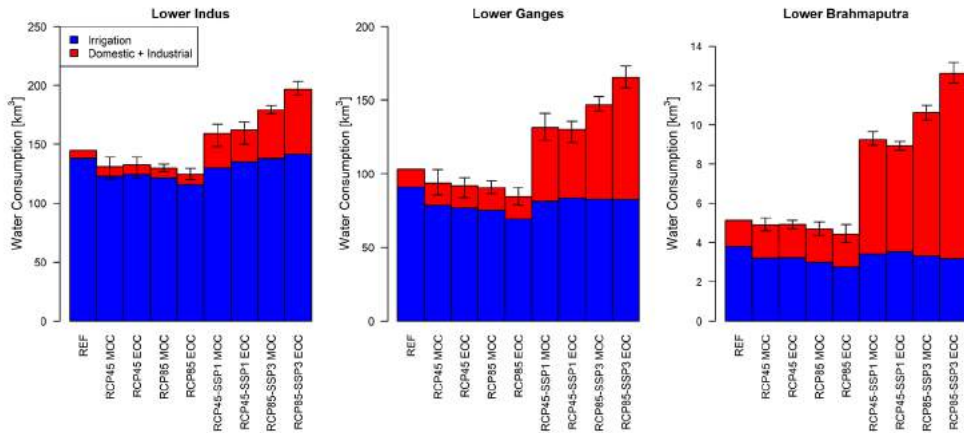 Lower Indus
Lower Ganges
Lower Brahmaputra
Irrigation
Domestic + Industrial
Water Consumption [km³]
250
200
150
100
50
0
REF
RCP45 MOC
RCP45 EOC
RCP85 MOC
RCP85 EOC
RCP45-SSP1 MOC
RCP45-SSP1 EOC
RCP85-SSP3 MOC
RCP85-SSP3 EOC
Water Consumption [km³]
200
150
100
50
0
REF
RCP45 MOC
RCP45 EOC
RCP85 MOC
RCP85 EOC
RCP45-SSP1 MOC
RCP45-SSP1 EOC
RCP85-SSP3 MOC
RCP85-SSP3 EOC
Water Consumption [km³]
14
12
10
8
6
4
2
0
REF
RCP45 MOC
RCP45 EOC
RCP85 MOC
RCP85 EOC
RCP45-SSP1 MOC
RCP45-SSP1 EOC
RCP85-SSP3 MOC
RCP85-SSP3 EOC